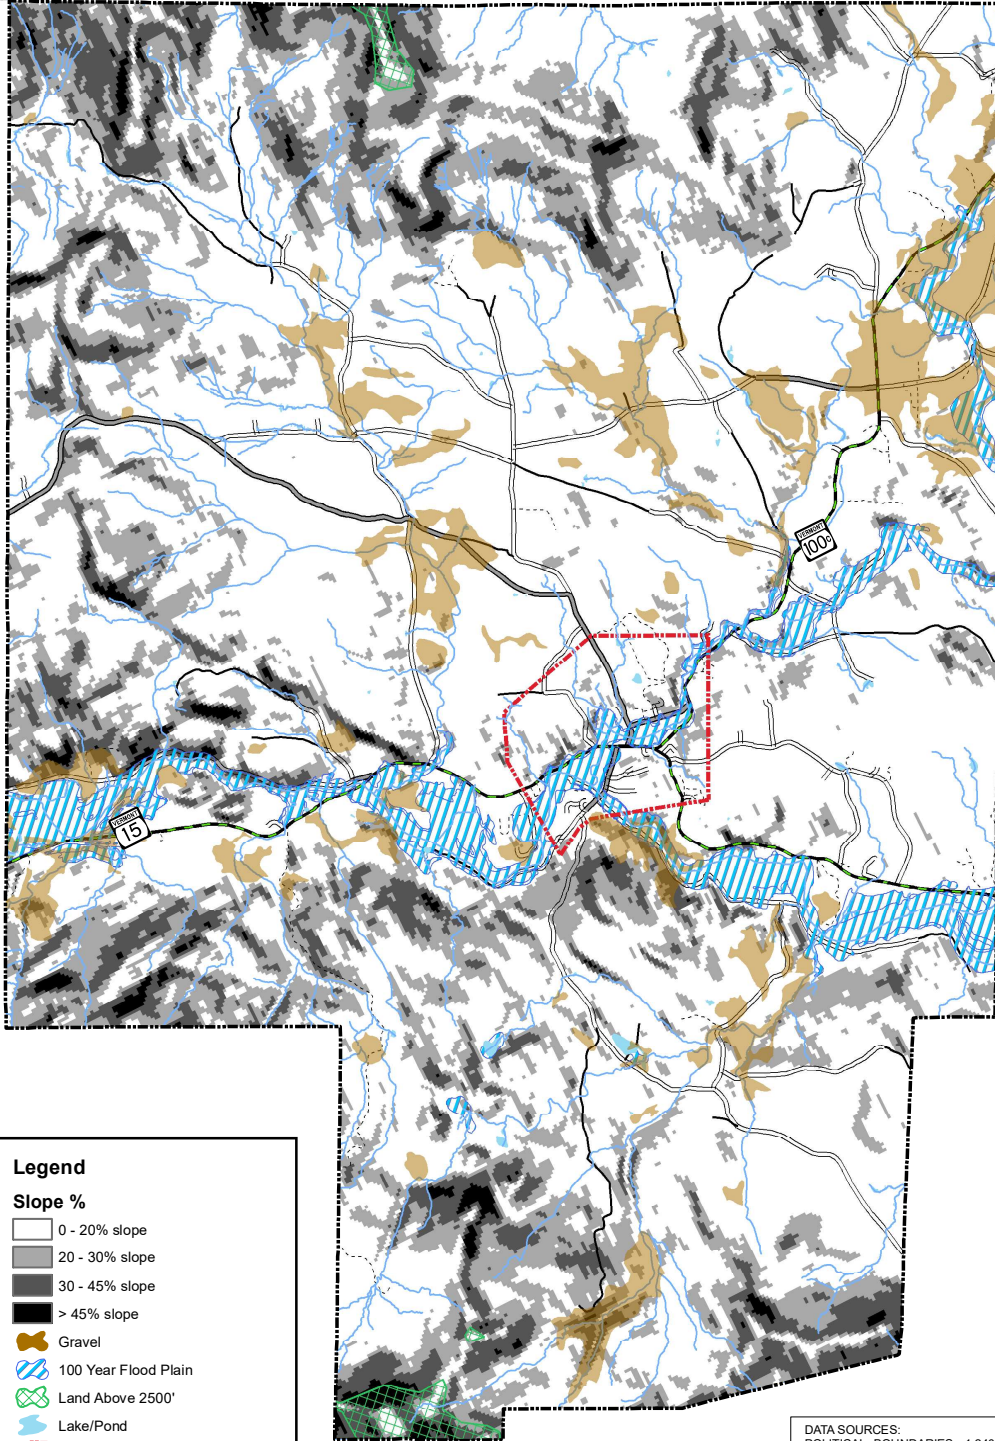 VERMONT
100c
VERMONT
15
Legend
Slope %
0 - 20% slope
20 - 30% slope
30 - 45% slope
> 45% slope
Gravel
100 Year Flood Plain
Land Above 2500'
Lake/Pond
DATA SOURCES: